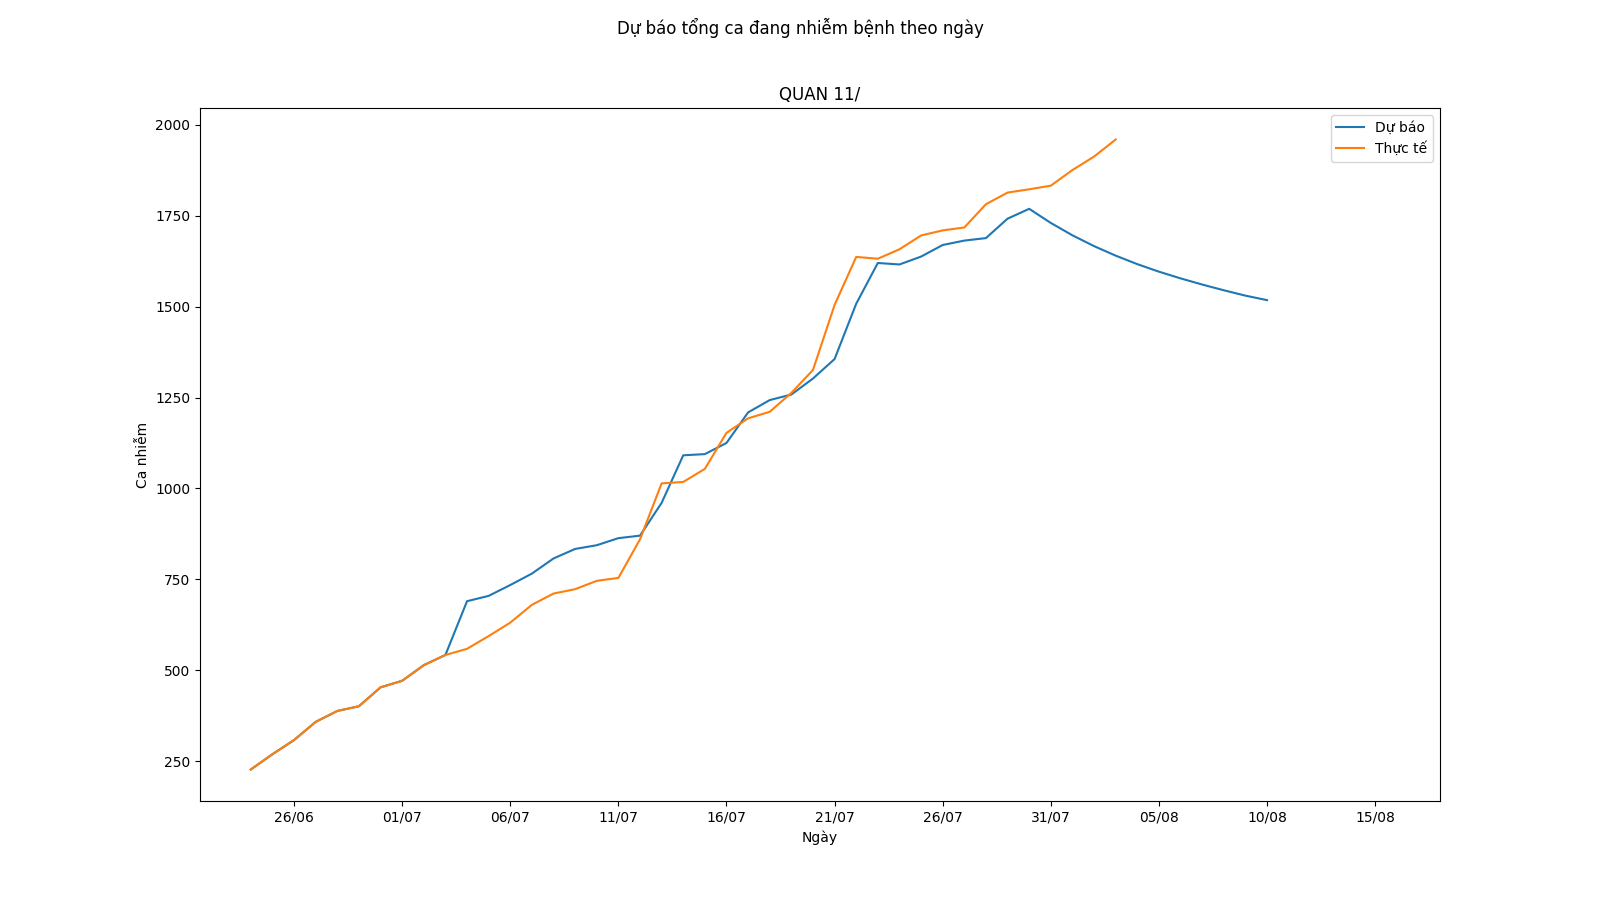 Dự báo tổng ca đang nhiễm bệnh theo ngày
QUAN 11/
Dự báo
Thực tế
Ca nhiễm
2000
1750
1500
1250
1000
750
500
250
26/06 01/07 06/07 11/07 16/07 21/07 26/07 31/07 05/08 10/08 15/08
Ngày